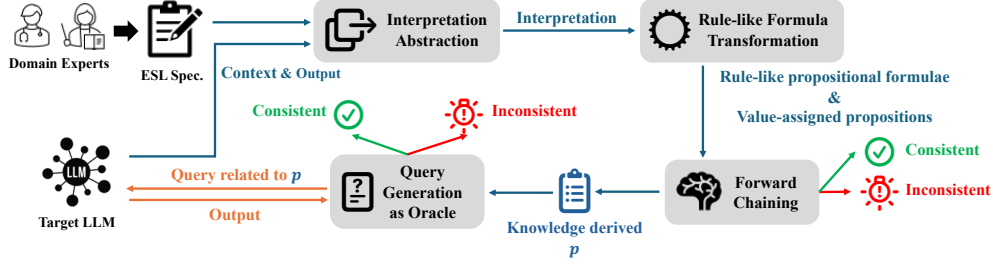 Domain Experts
ESL Spec.
Interpretation
Abstraction
Interpretation
Rule-like Formula
Transformation
Context & Output
Rule-like propositional formulae
&
Value-assigned propositions
Consistent
Inconsistent
LLM
Target LLM
Query related to p
Output
?
Query
Generation
as Oracle
Knowledge derived
p
Forward
Chaining
Consistent
Inconsistent